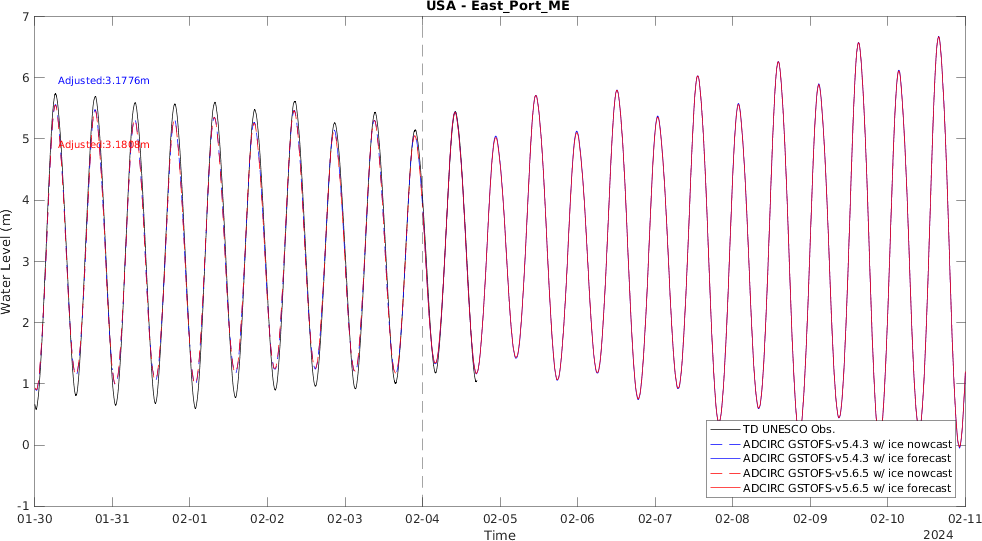 USA - East_Port_ME
7
6
5
4
3
2
1
0
-1
Water Level (m)
Adjusted:3.1776m
Adjusted:3.1808m
TD UNESCO Obs.
ADCIRC GSTOFS-v5.4.3 w/ ice nowcast
ADCIRC GSTOFS-v5.4.3 w/ ice forecast
ADCIRC GSTOFS-v5.6.5 w/ ice nowcast
ADCIRC GSTOFS-v5.6.5 w/ ice forecast
01-30 01-31 02-01 02-02 02-03 02-04 02-05 02-06 02-07 02-08 02-09 02-10 02-11
Time
2024